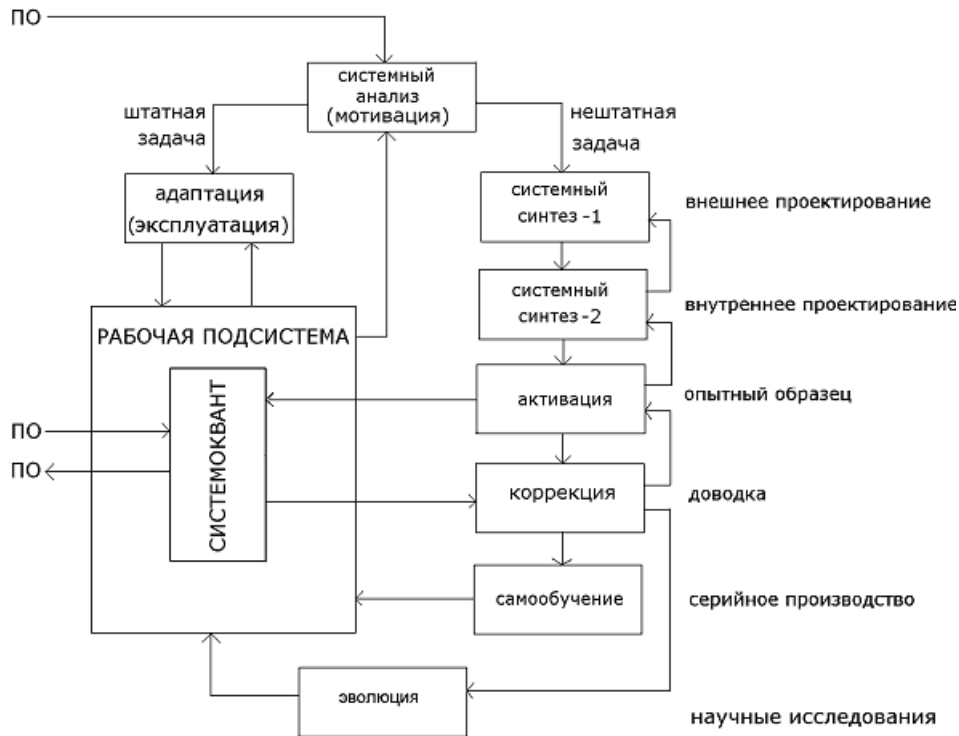 ПО
системный
анализ
(мотивация)
штатная
задача
нештатная
задача
адаптация
(эксплуатация)
системный
синтез -1
внешнее проектирование
системный
синтез -2
внутреннее проектирование
РАБОЧАЯ ПОДСИСТЕМА
СИСТЕМОКВАНТ
активация
опытный образец
ПО
ПО
коррекция
доводка
самообучение
серийное производство
эволюция
научные исследования